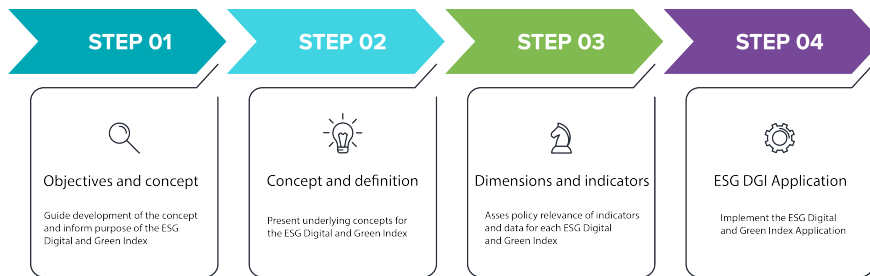 STEP 01
STEP 02
STEP 03
STEP 04
Objectives and concept
Guide development of the concept
and inform purpose of the ESG
Digital and Green Index
Concept and definition
Present underlying concepts for
the ESG Digital and Green Index
Dimensions and indicators
Asses policy relevance of indicators
and data for each ESG Digital
and Green Index
ESG DGI Application
Implement the ESG Digital
and Green Index Application